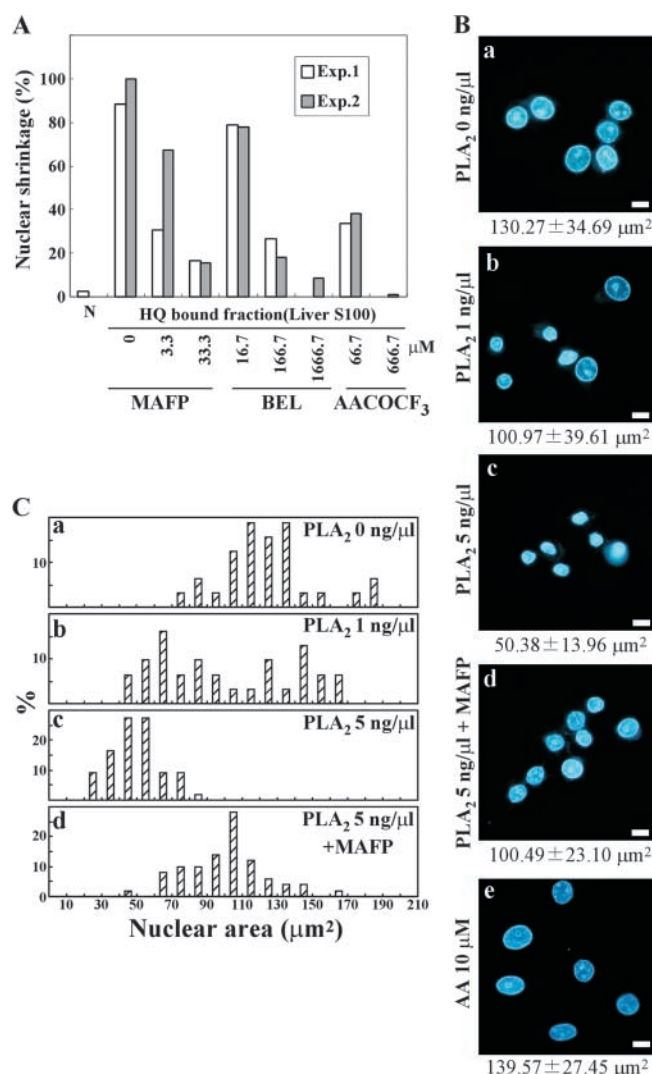 A
Nuclear shrinkage (%)
100
80
60
40
20
0
Exp.1
Exp.2
N
HQ bound fraction(Liver S100)
0
3.3
33.3
16.7
166.7
1666.7
66.7
666.7
μM
MAFP
BEL
AACOCF₃
B
a
PLA₂ 0 ng/μl
130.27±34.69 μm²
b
PLA₂ 1 ng/μl
100.97±39.61 μm²
c
PLA₂ 5 ng/μl
50.38±13.96 μm²
d
PLA₂ 5 ng/μl + MAFP
100.49±23.10 μm²
e
AA 10 μM
139.57±27.45 μm²
C
%
a
PLA₂ 0 ng/μl
10
b
PLA₂ 1 ng/μl
10
c
PLA₂ 5 ng/μl
20
10
d
PLA₂ 5 ng/μl
+MAFP
20
10
0
10 30 50 70 90 110 130 150 170 190 210
Nuclear area (μm²)